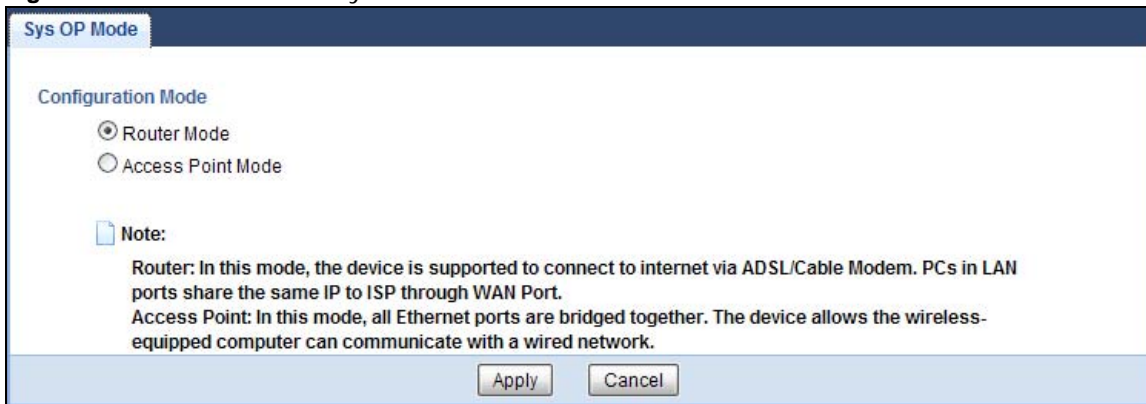 Sys OP Mode
Configuration Mode
Router Mode
Access Point Mode
Note:
Router: In this mode, the device is supported to connect to internet via ADSL/Cable Modem. PCs in LAN
ports share the same IP to ISP through WAN Port.
Access Point: In this mode, all Ethernet ports are bridged together. The device allows the wireless-
equipped computer can communicate with a wired network.
Apply Cancel